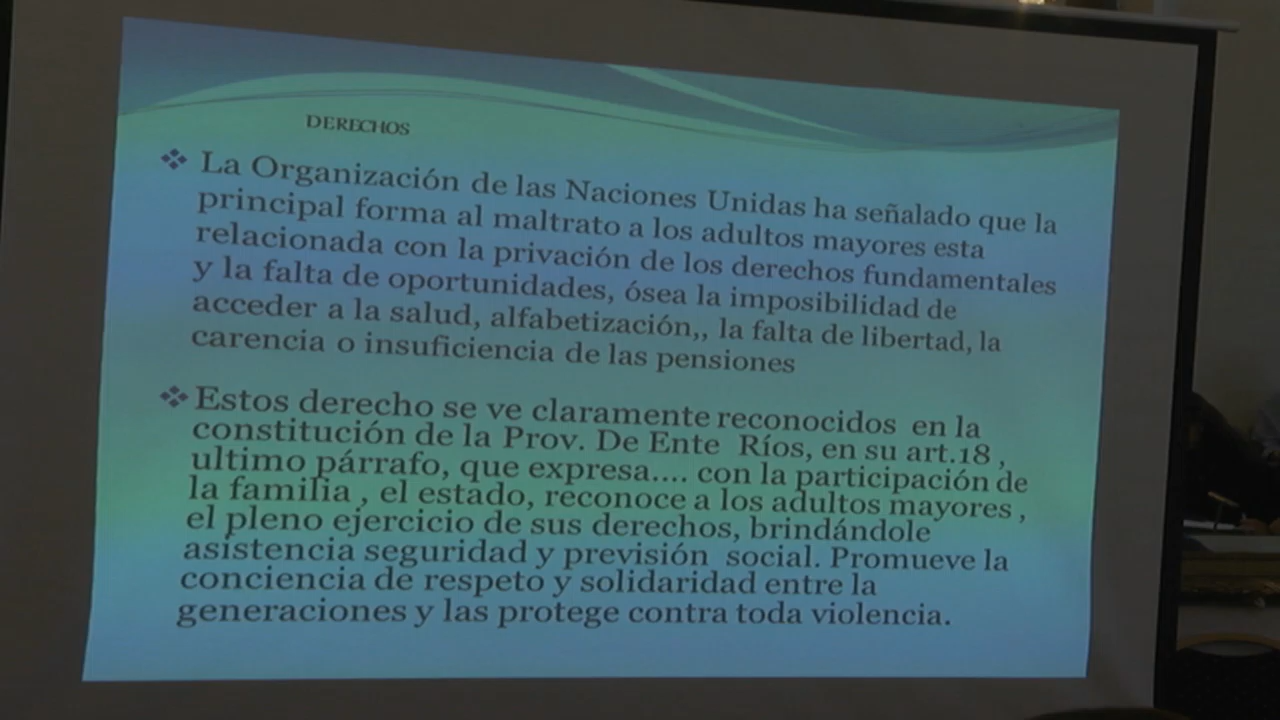 DERECHOS
La Organización de las Naciones Unidas ha señalado que la
principal forma al maltrato a los adultos mayores esta
relacionada con la privación de los derechos fundamentales
y la falta de oportunidades, ósea la imposibilidad de
acceder a la salud, alfabetización,, la falta de libertad, la
carencia o insuficiencia de las pensiones
Estos derecho se ve claramente reconocidos en la
constitución de la Prov. De Ente Ríos, en su art.18 ,
ultimo párrafo, que expresa.... con la participación de
la familia , el estado, reconoce a los adultos mayores ,
el pleno ejercicio de sus derechos, brindándole
asistencia seguridad y previsión social. Promueve la
conciencia de respeto y solidaridad entre la
generaciones y las protege contra toda violencia.